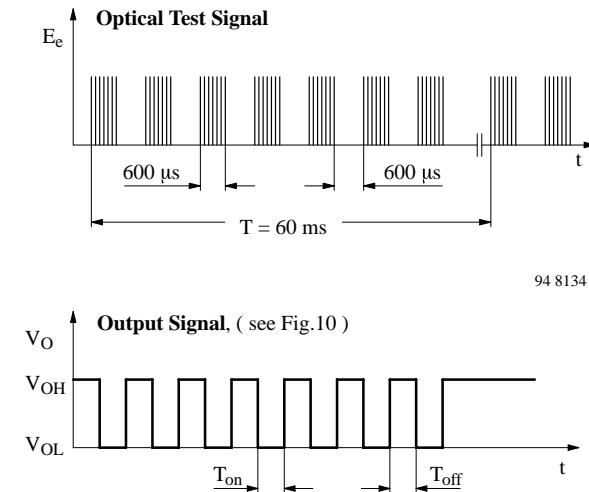 Optical Test Signal
Eₑ
t
600 µs
600 µs
T = 60 ms
94 8134
Output Signal, ( see Fig.10 )
V_O
V_OH
V_OL
T_on
T_off
t